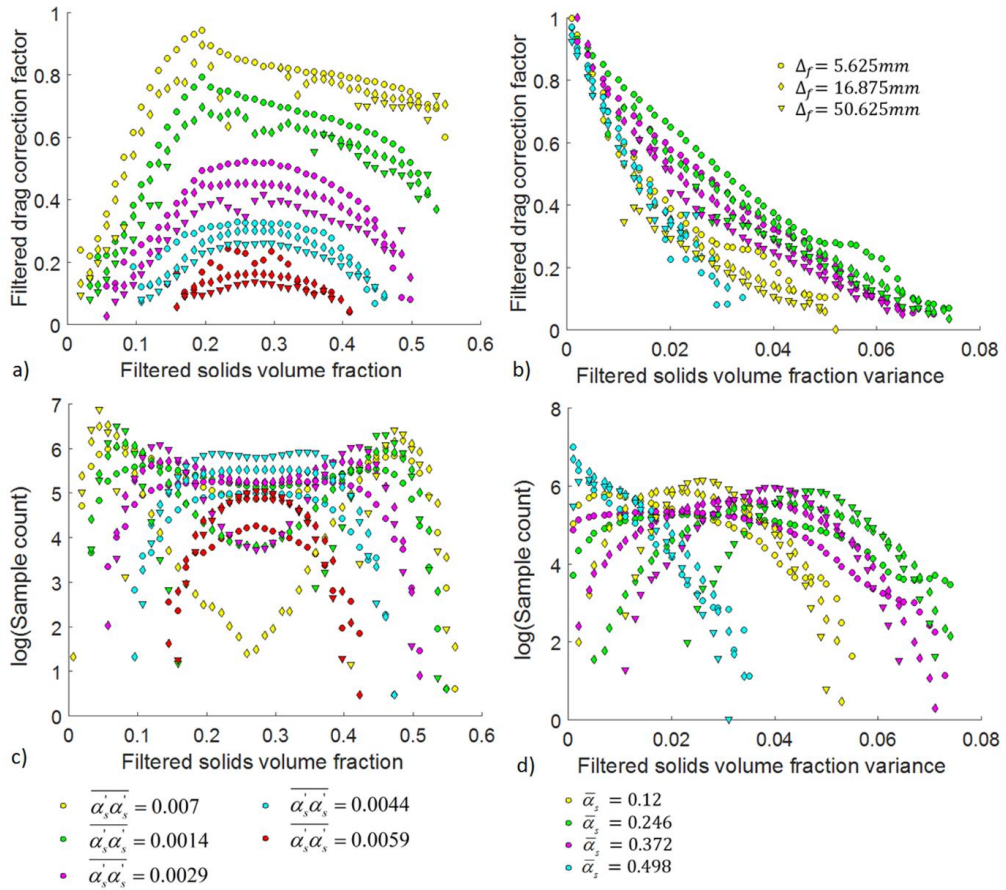 1
0.8
0.6
0.4
0.2
0
Filtered drag correction factor
0 0.1 0.2 0.3 0.4 0.5 0.6
a) Filtered solids volume fraction
1
0.8
0.6
0.4
0.2
0
Filtered drag correction factor
Δf = 5.625mm
Δf = 16.875mm
Δf = 50.625mm
0 0.02 0.04 0.06 0.08
b) Filtered solids volume fraction variance
7
6
5
4
3
2
1
0
log(Sample count)
0 0.1 0.2 0.3 0.4 0.5 0.6
c) Filtered solids volume fraction
8
6
4
2
0
log(Sample count)
0 0.02 0.04 0.06 0.08
d) Filtered solids volume fraction variance
α's α's = 0.007
α's α's = 0.0014
α's α's = 0.0029
α's α's = 0.0044
α's α's = 0.0059
ᾱs = 0.12
ᾱs = 0.246
ᾱs = 0.372
ᾱs = 0.498